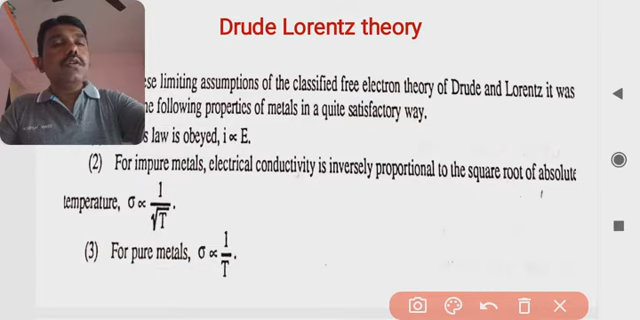 Drude Lorentz theory
limiting assumptions of the classified free electron theory of Drude and Lorentz it was
following properties of metals in a quite satisfactory way.
law is obeyed, i ∝ E.
(2) For impure metals, electrical conductivity is inversely proportional to the square root of absolute
temperature, σ ∝ 1/√T.
(3) For pure metals, σ ∝ 1/T.